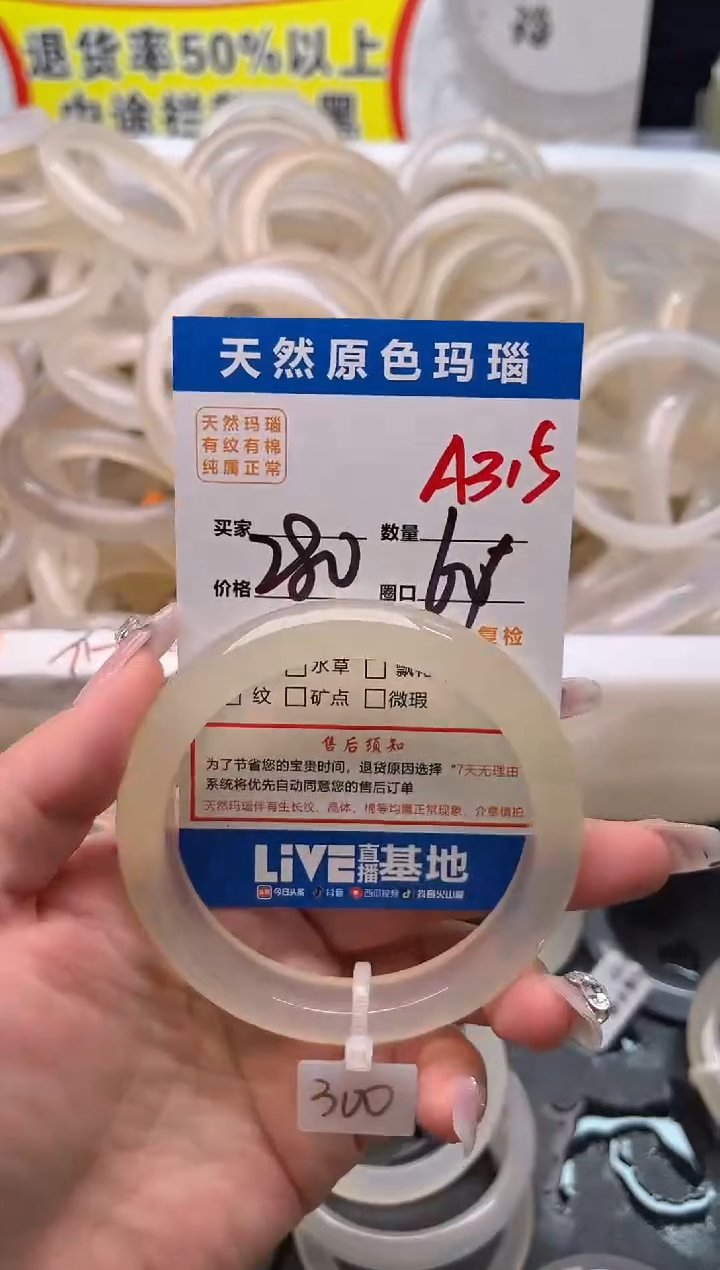 退货率50%以上
中途拦
天然原色玛瑙
天然玛瑙
有纹有棉
纯属正常
A315
买家 数量
价格 280 圈口 64
复检
□水草 □飘花
纹 □矿点 □微瑕
售后须知
为了节省您的宝贵时间，退货原因选择“7天无理由
系统将优先自动同意您的售后订单
天然玛瑙伴有生长纹、晶体、棉等均属正常现象，介意慎拍
LiVE直播基地
今日头条 抖音 西瓜视频 抖音火山版
300